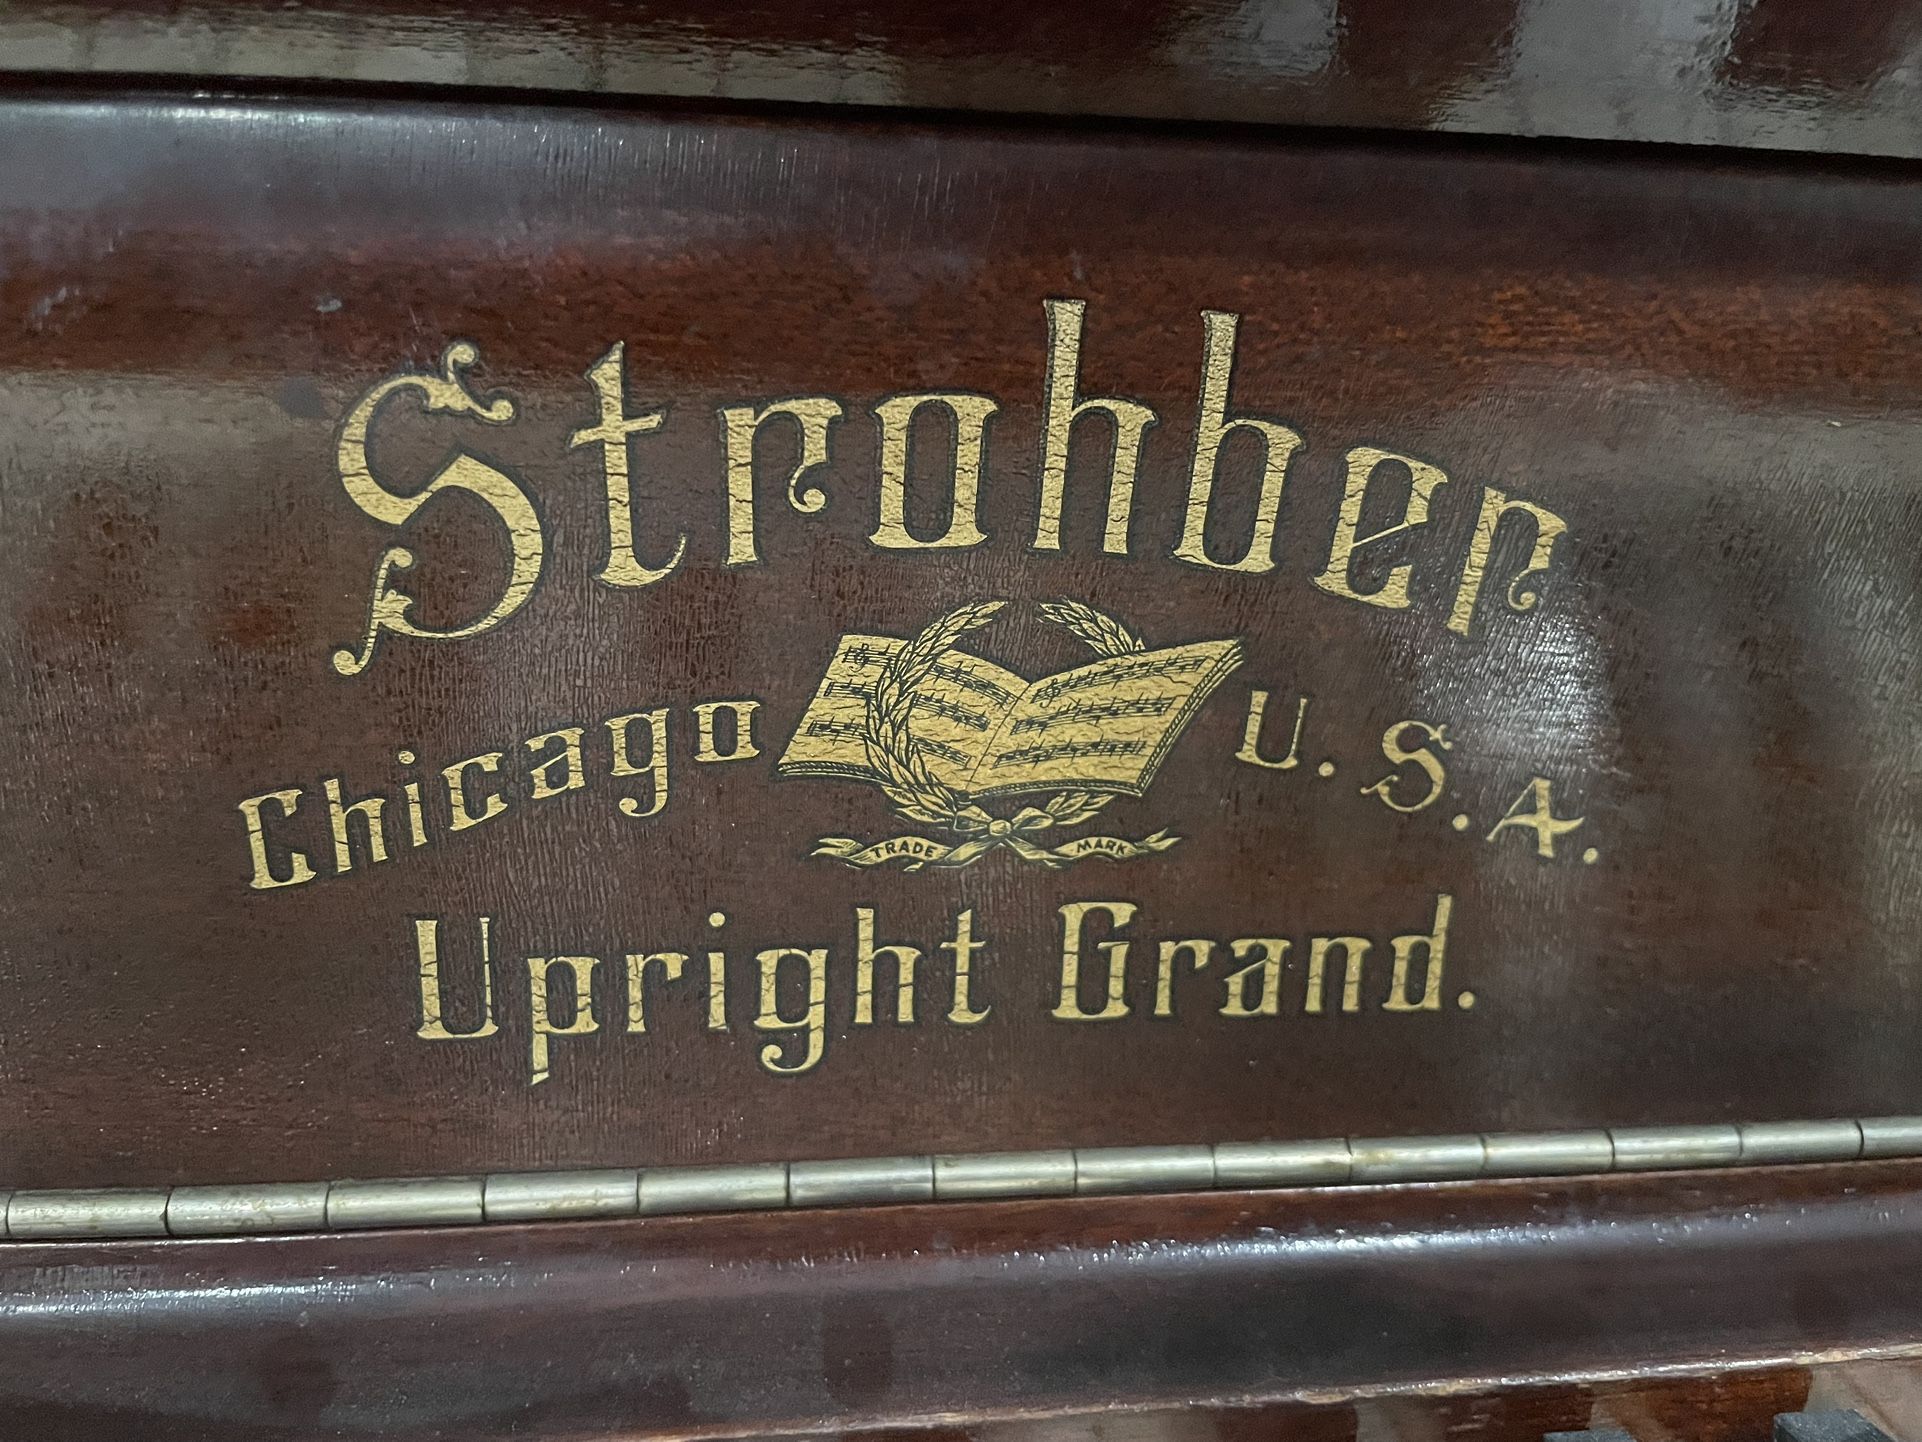 Strohber
Chicago U.S.A.
TRADE MARK
Upright Grand.